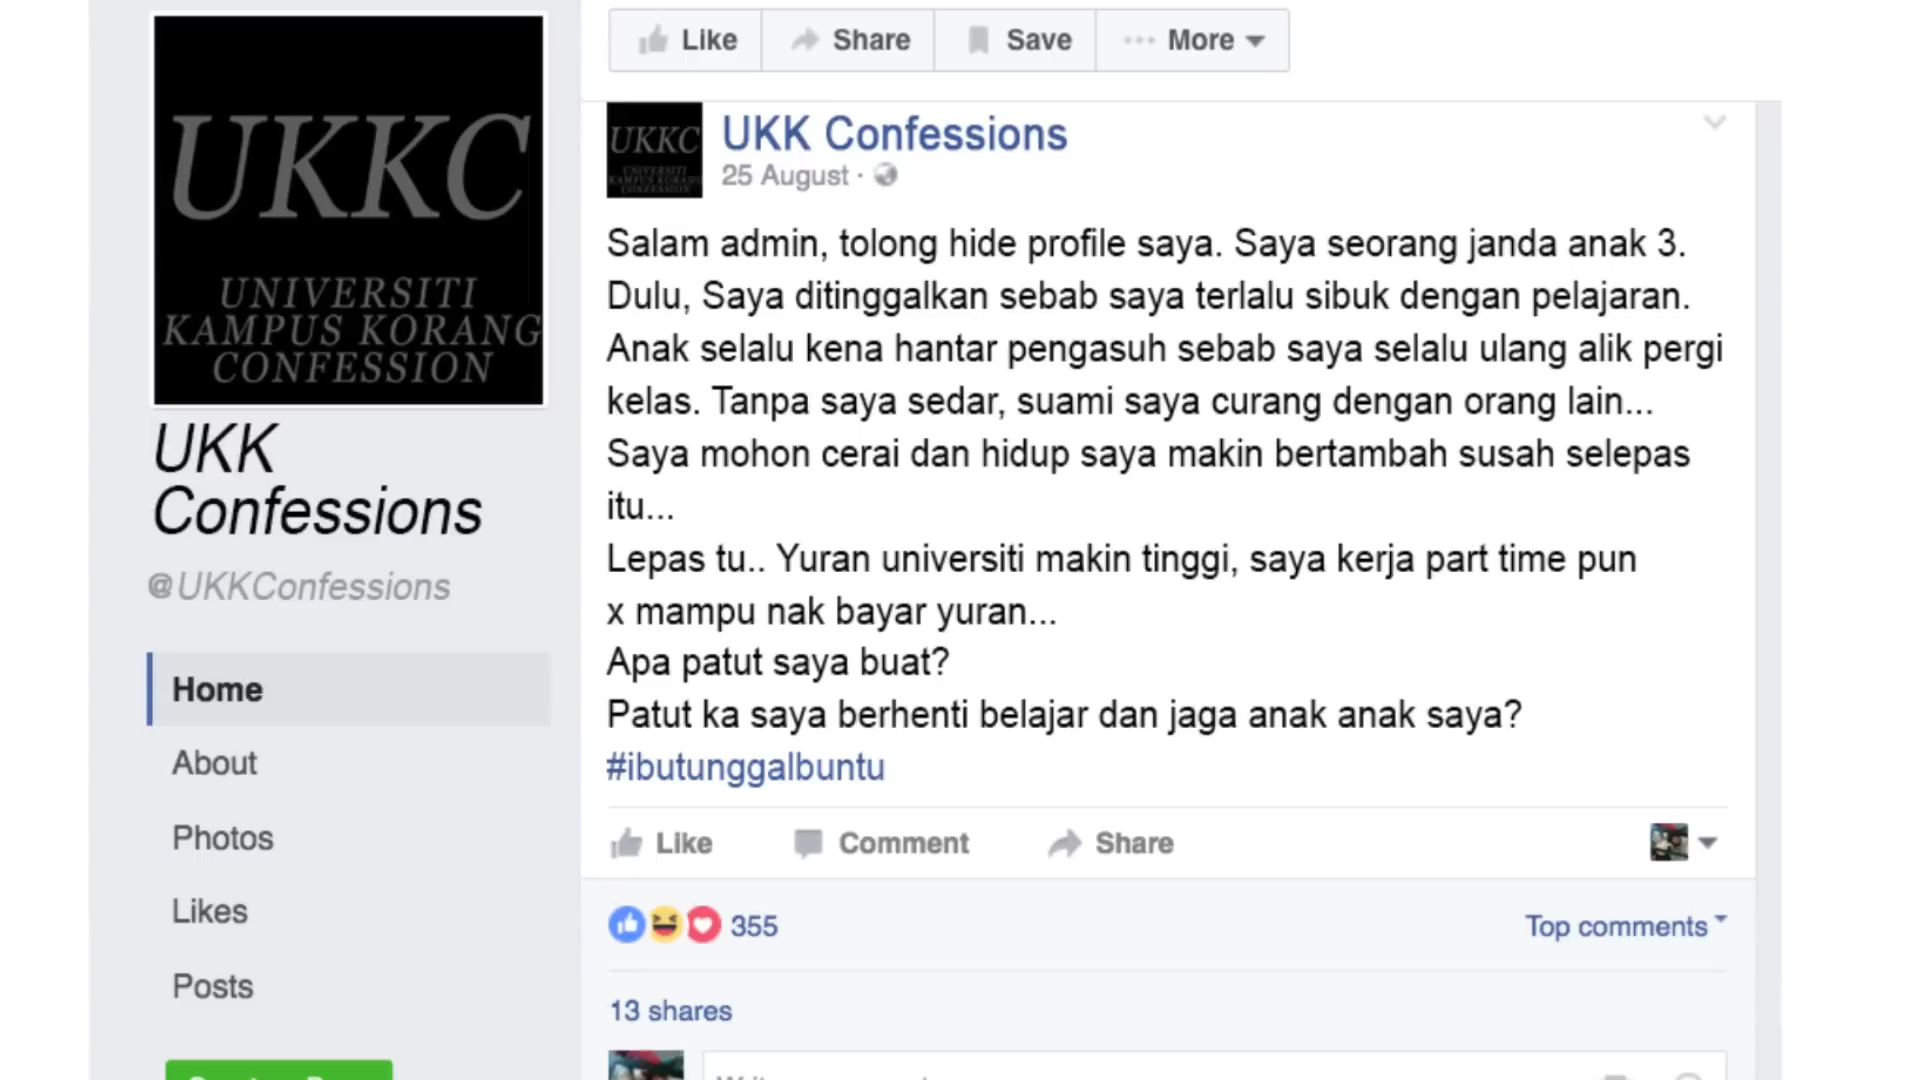 UKKC
UNIVERSITI
KAMPUS KORANG
CONFESSION
UKK
Confessions
@UKKConfessions
Home
About
Photos
Likes
Posts
Like
Share
Save
More
UKKC
UNIVERSITI
KAMPUS KORANG
CONFESSION
UKK Confessions
25 August ·
Salam admin, tolong hide profile saya. Saya seorang janda anak 3.
Dulu, Saya ditinggalkan sebab saya terlalu sibuk dengan pelajaran.
Anak selalu kena hantar pengasuh sebab saya selalu ulang alik pergi
kelas. Tanpa saya sedar, suami saya curang dengan orang lain...
Saya mohon cerai dan hidup saya makin bertambah susah selepas
itu...
Lepas tu.. Yuran universiti makin tinggi, saya kerja part time pun
x mampu nak bayar yuran...
Apa patut saya buat?
Patut ka saya berhenti belajar dan jaga anak anak saya?
#ibutunggalbuntu
Like
Comment
Share
355
Top comments
13 shares